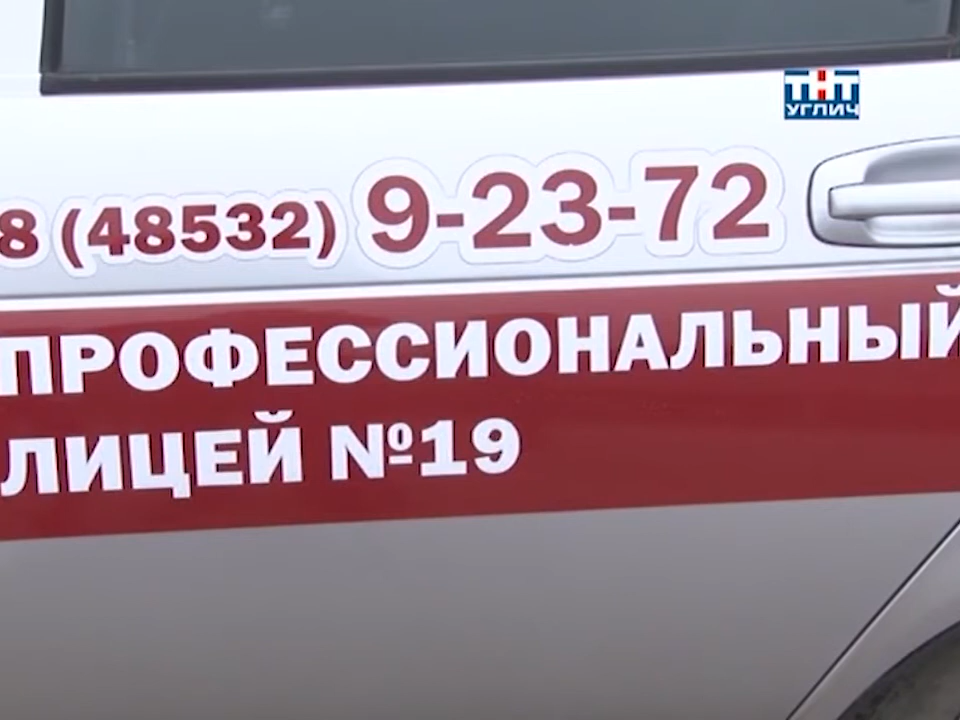 ТНТ
УГЛИЧ
8 (48532) 9-23-72
ПРОФЕССИОНАЛЬНЫЙ
ЛИЦЕЙ №19